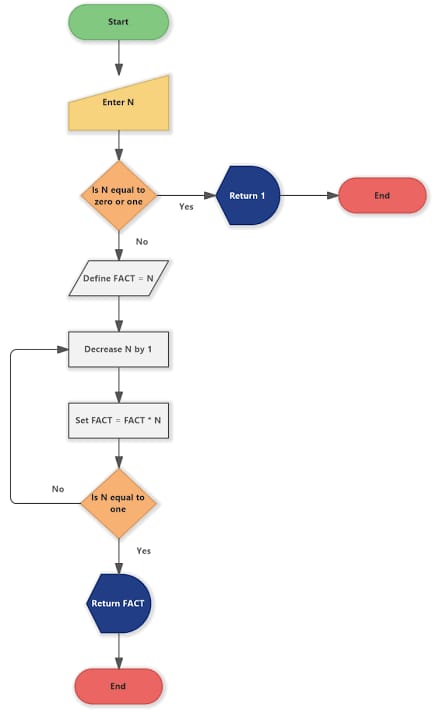 Start
Enter N
Is N equal to
zero or one
Yes
Return 1
End
No
Define FACT = N
Decrease N by 1
Set FACT = FACT * N
No
Is N equal to
one
Yes
Return FACT
End